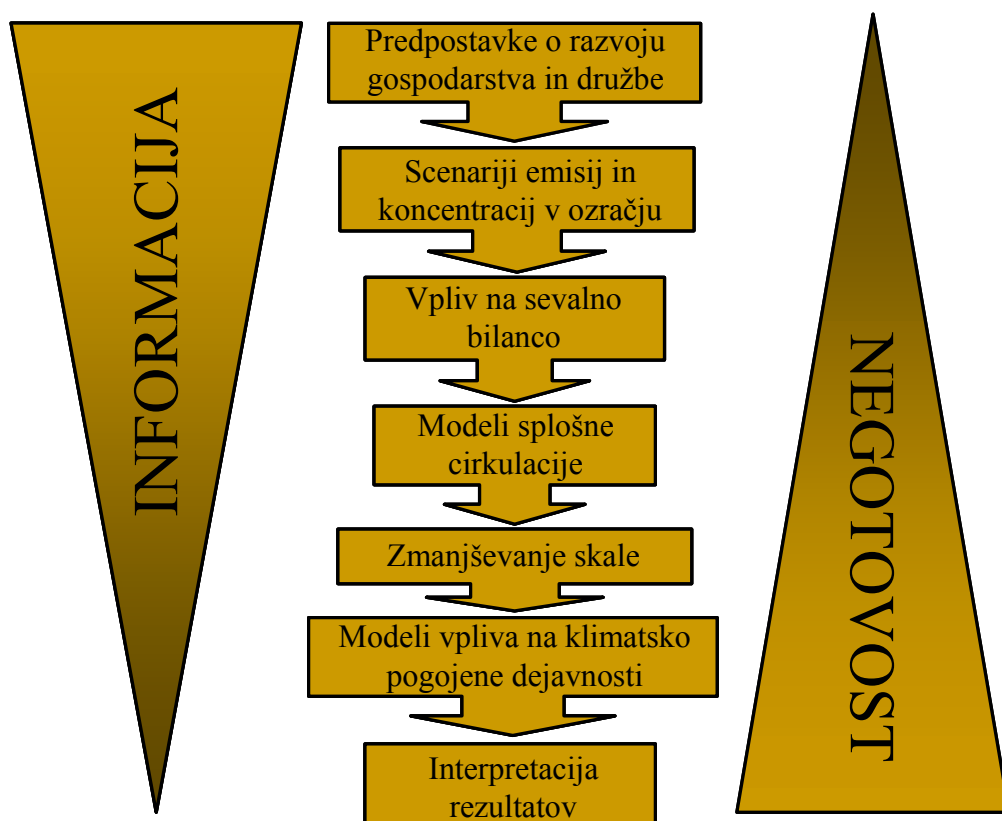 INFORMACIJA
Predpostavke o razvoju
gospodarstva in družbe
Scenariji emisij in
koncentracij v ozračju
Vpliv na sevalno
bilanco
Modeli splošne
cirkulacije
Zmanjševanje skale
Modeli vpliva na klimatsko
pogojene dejavnosti
Interpretacija
rezultatov
NEGOTOVOST